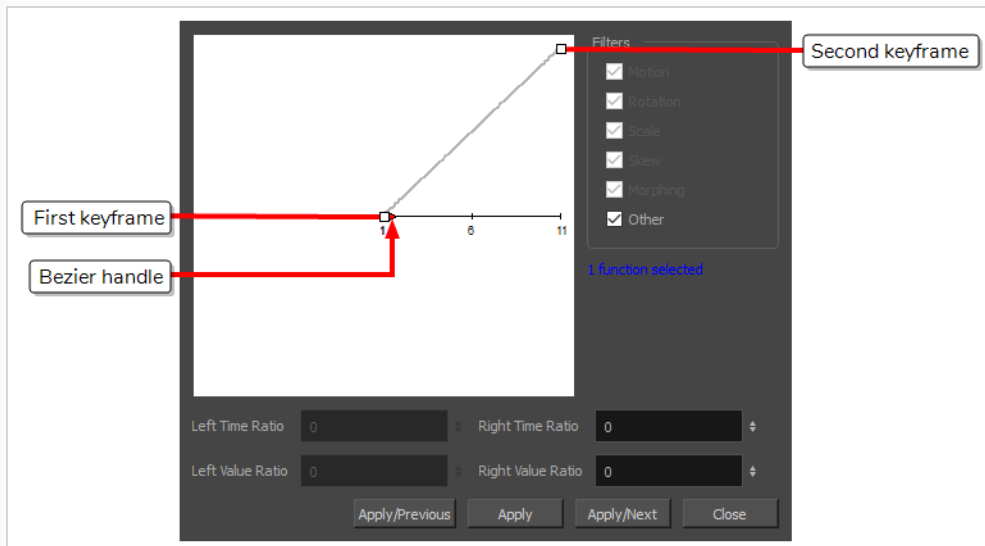 Filters
Second keyframe
Motion
Rotation
Scale
Skew
Morphing
Other
First keyframe
1 6 11
Bezier handle
1 function selected
Left Time Ratio 0 Right Time Ratio 0
Left Value Ratio 0 Right Value Ratio 0
Apply/Previous Apply Apply/Next Close